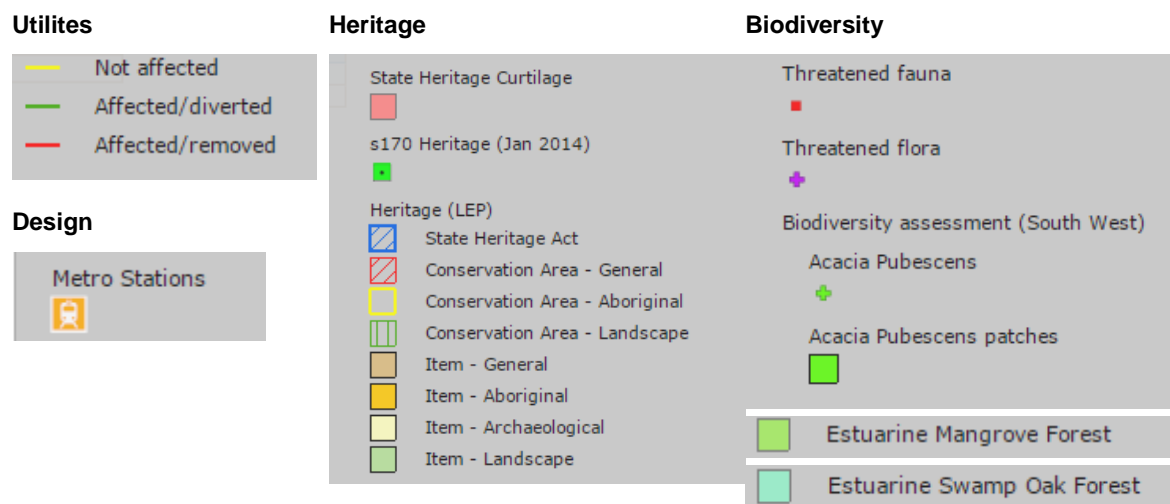 Utilites
Not affected
Affected/diverted
Affected/removed
Design
Metro Stations
Heritage
State Heritage Curtilage
s170 Heritage (Jan 2014)
Heritage (LEP)
State Heritage Act
Conservation Area - General
Conservation Area - Aboriginal
Conservation Area - Landscape
Item - General
Item - Aboriginal
Item - Archaeological
Item - Landscape
Biodiversity
Threatened fauna
Threatened flora
Biodiversity assessment (South West)
Acacia Pubescens
Acacia Pubescens patches
Estuarine Mangrove Forest
Estuarine Swamp Oak Forest